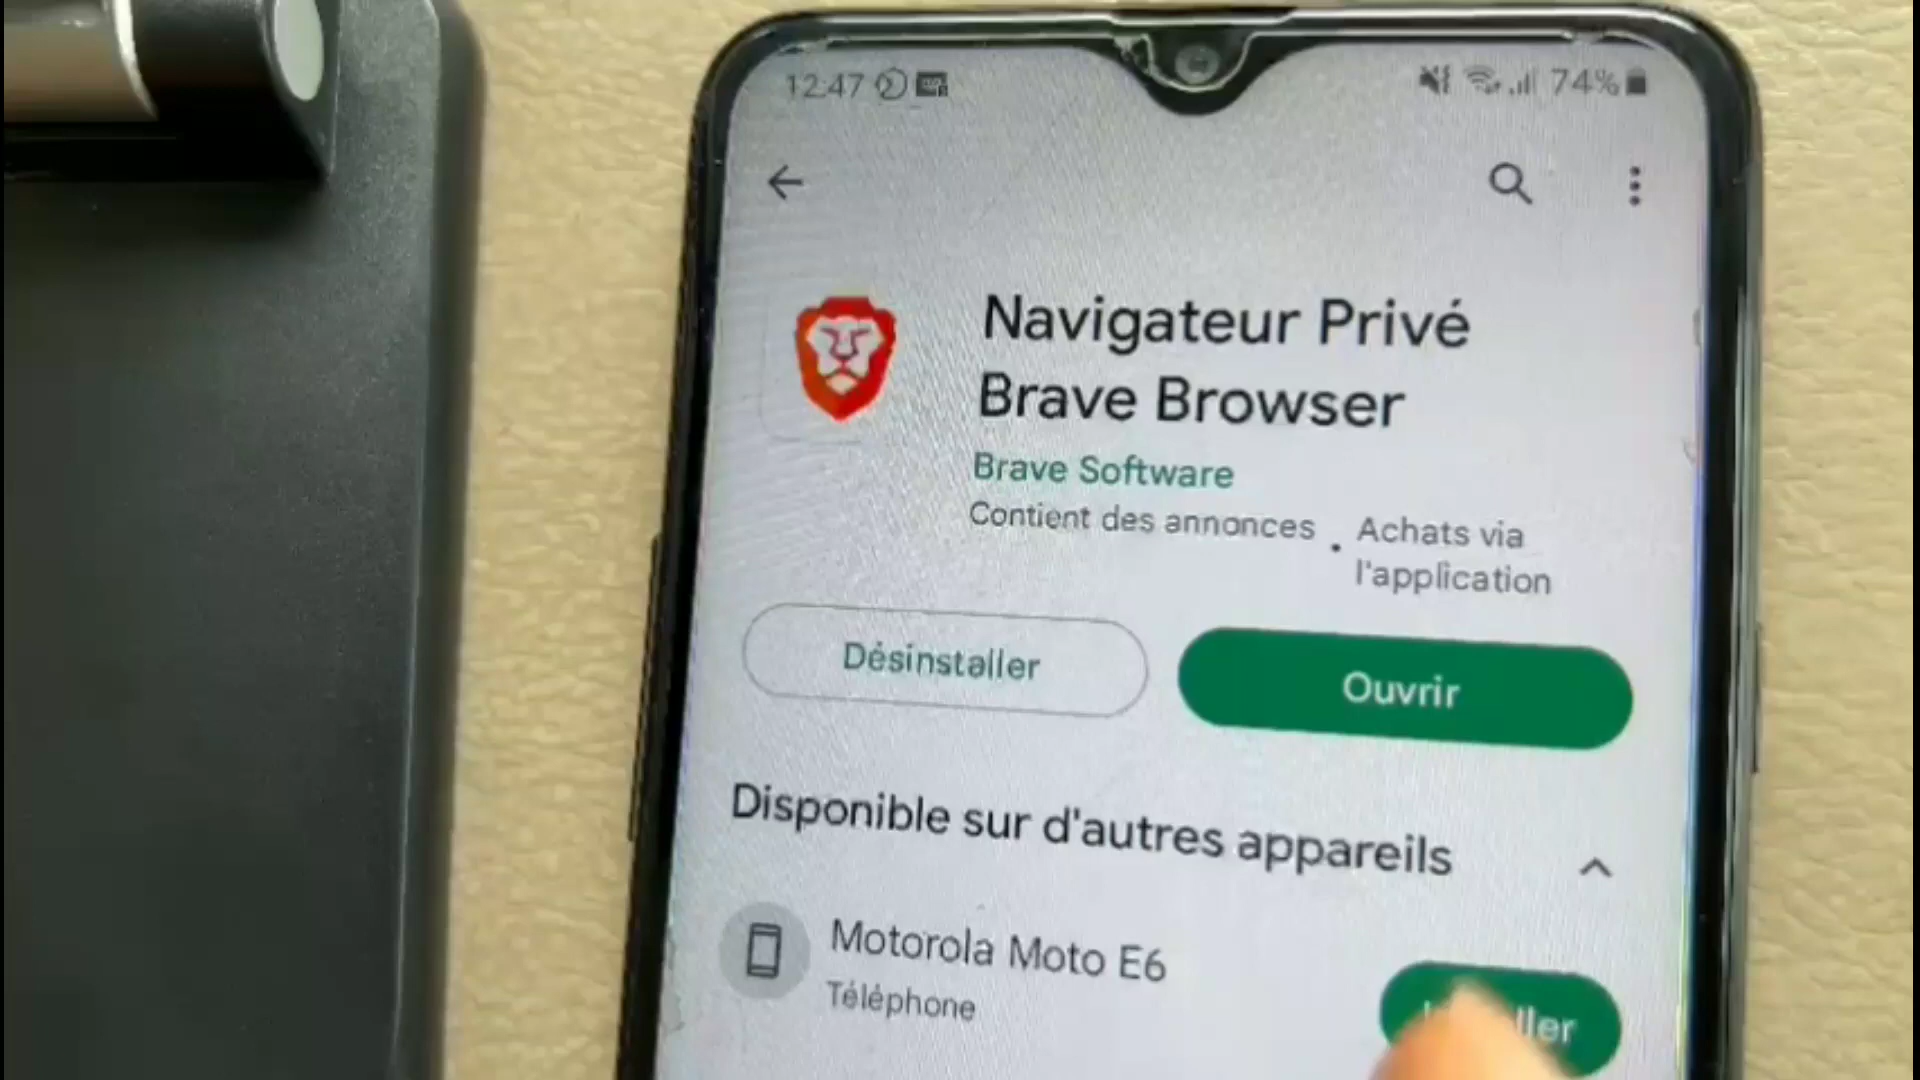 12:47
74%
Navigateur Privé
Brave Browser
Brave Software
Contient des annonces . Achats via
l'application
Désinstaller
Ouvrir
Disponible sur d'autres appareils
Motorola Moto E6
Téléphone